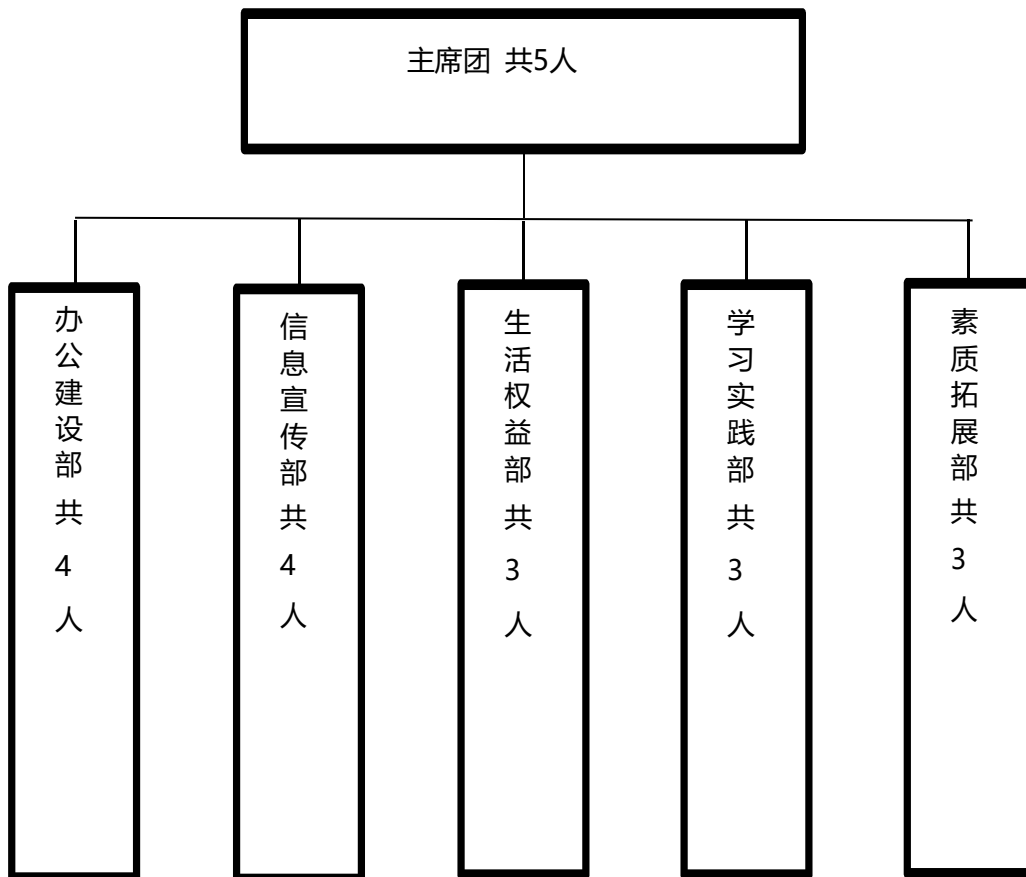 主席团 共5人
办公建设部 共 4 人
信息宣传部 共 4 人
生活权益部 共 3 人
学习实践部 共 3 人
素质拓展部 共 3 人